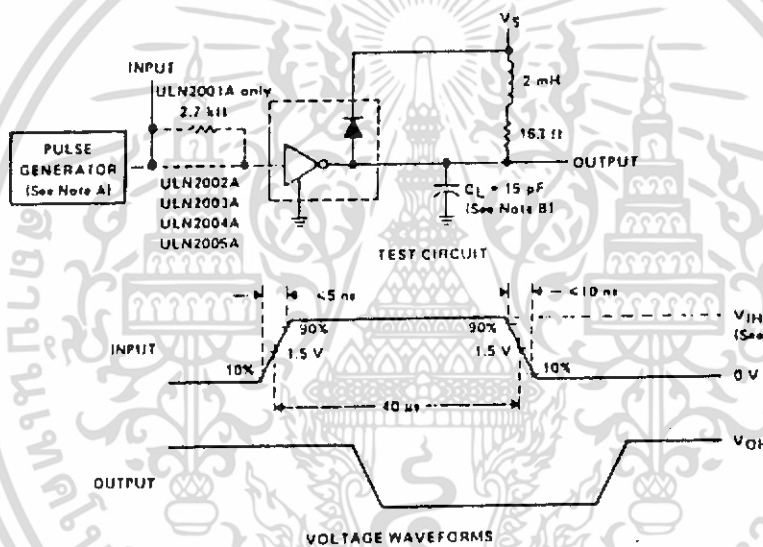 VS
INPUT
ULN2001A only
2.7 kΩ
2 mH
163 Ω
PULSE
GENERATOR
(See Note A)
OUTPUT
ULN2002A
ULN2003A
ULN2004A
ULN2005A
CL = 15 pF
(See Note B)
TEST CIRCUIT
<5 ns
<10 ns
VIH
(See
90%
90%
INPUT
1.5 V
1.5 V
10%
10%
0 V
40 µs
VOH
OUTPUT
VOLTAGE WAVEFORMS